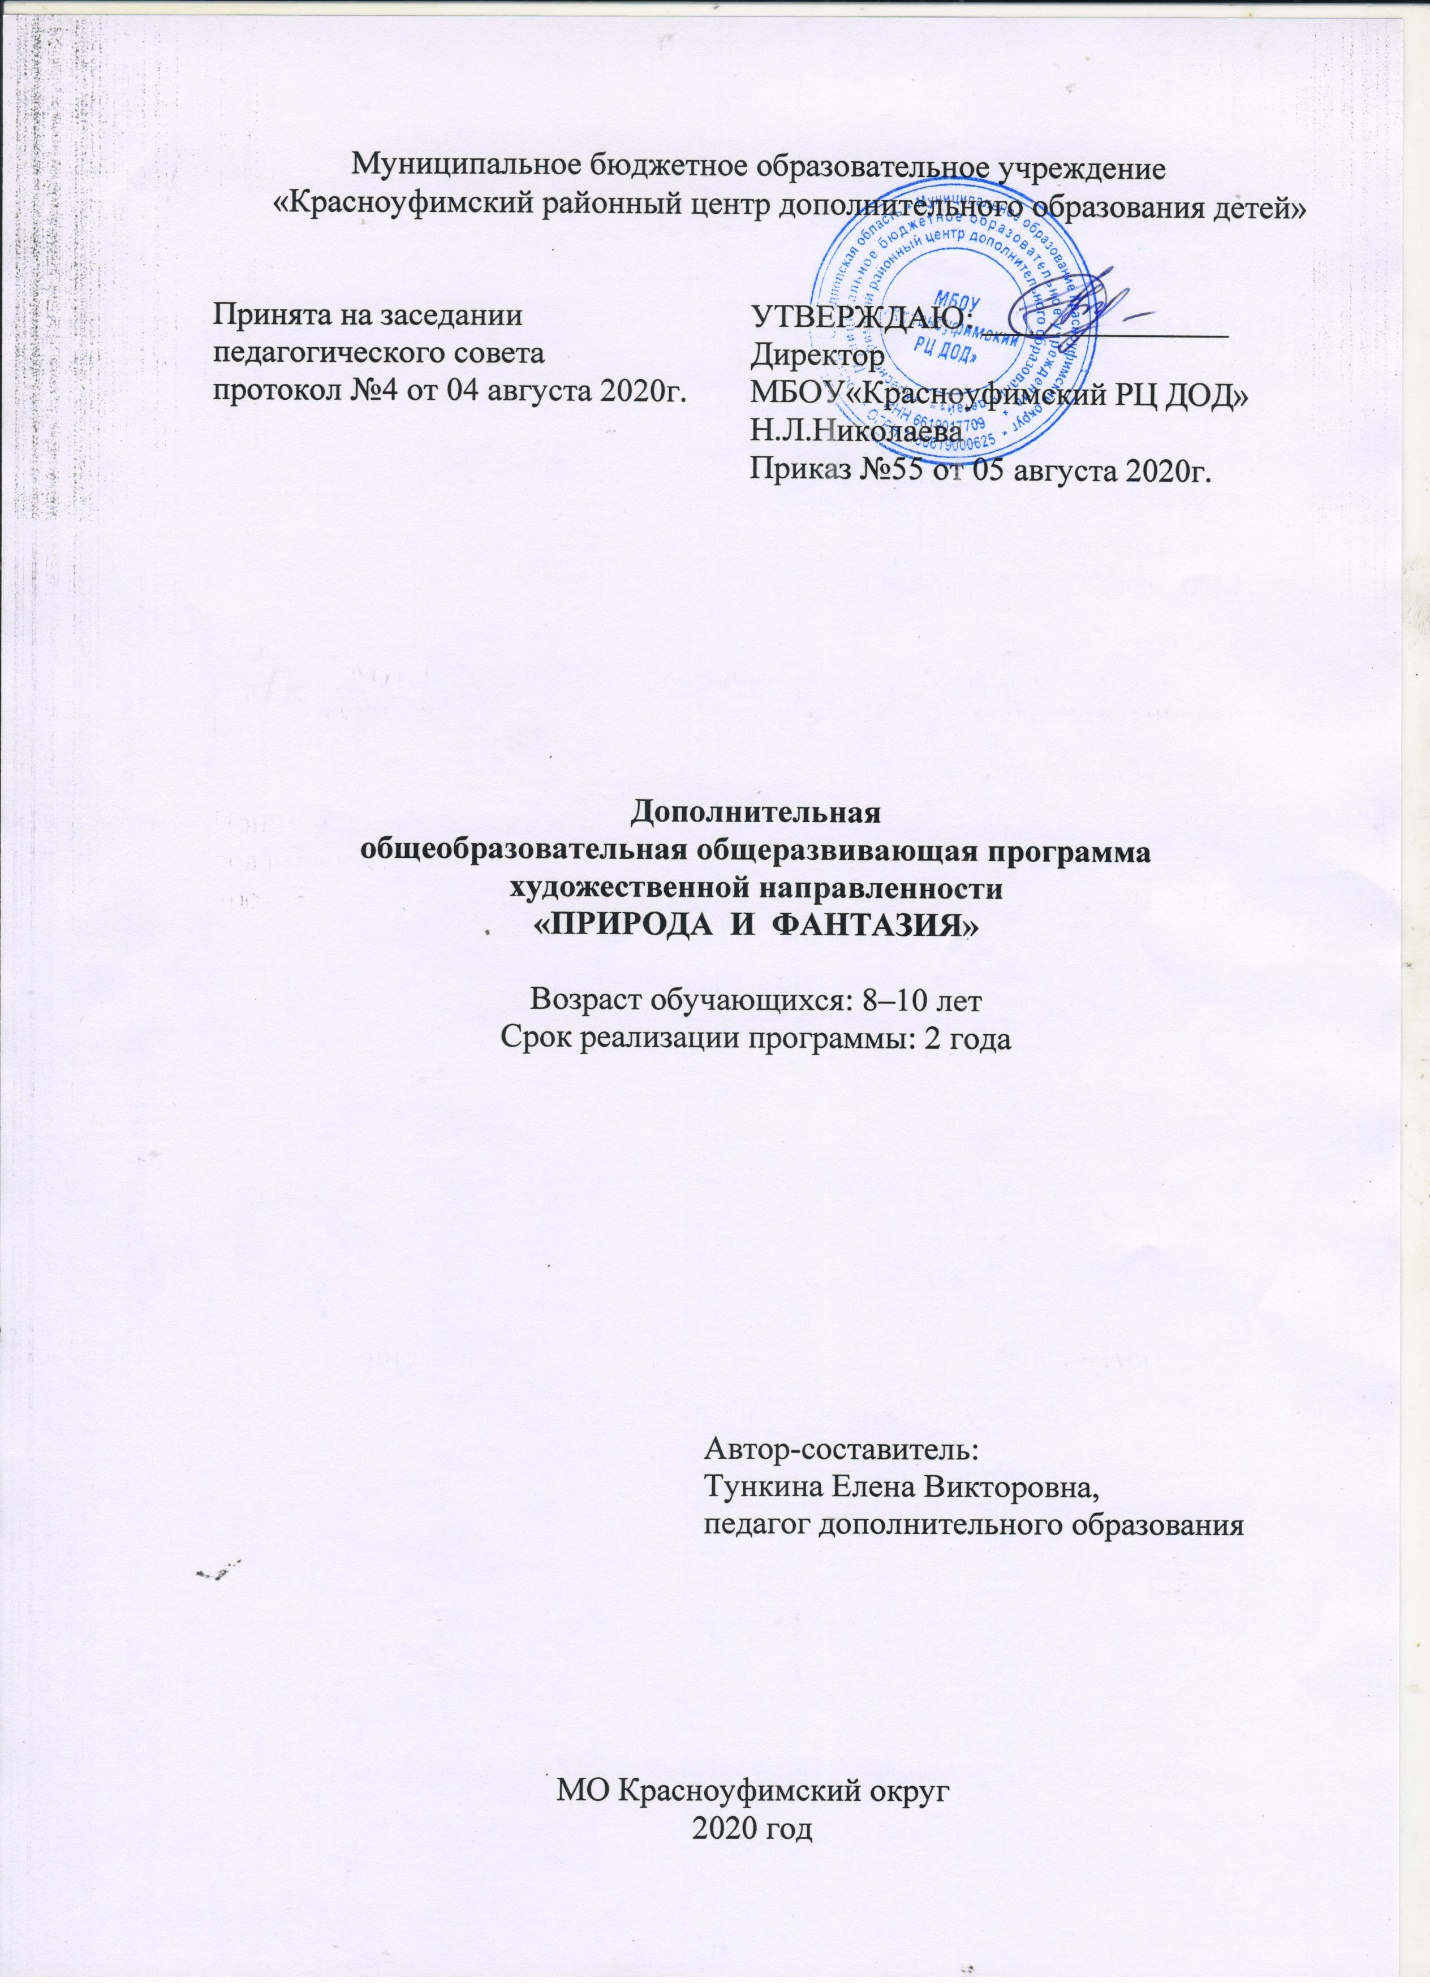 Муниципальное бюджетное образовательное учреждение
«Красноуфимский районный центр дополнительного образования детей»
Принята на заседании
педагогического совета
протокол №4 от 04 августа 2020г.
УТВЕРЖДАЮ:
Директор
МБОУ«Красноуфимский РЦ ДОД»
Н.Л.Николаева
Приказ №55 от 05 августа 2020г.
МБОУ
РЦ ДОД»
Дополнительная
общеобразовательная общеразвивающая программа
художественной направленности
«ПРИРОДА И ФАНТАЗИЯ»
Возраст обучающихся: 8–10 лет
Срок реализации программы: 2 года
Автор-составитель:
Тункина Елена Викторовна,
педагог дополнительного образования
МО Красноуфимский округ
2020 год